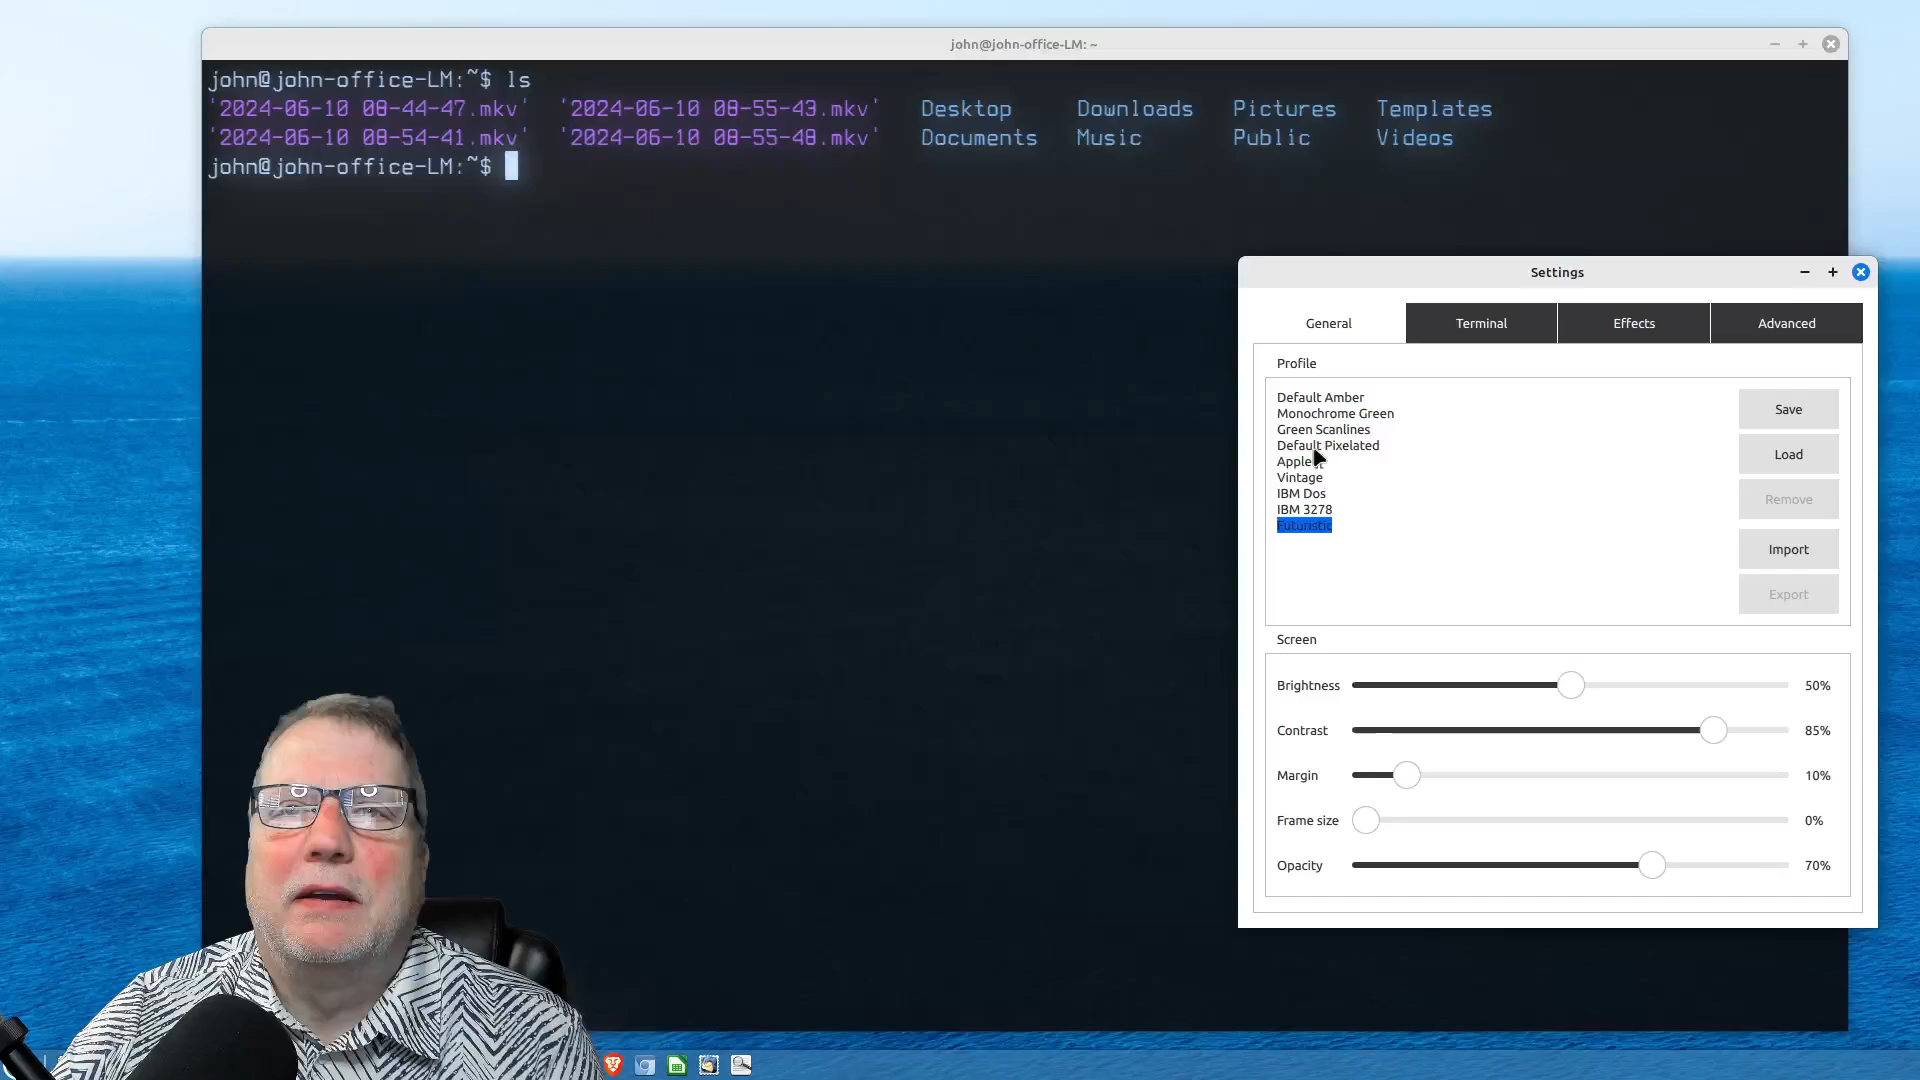 john@john-office-LM: ~
john@john-office-LM:~$ ls
'2024-06-10 08-44-47.mkv' '2024-06-10 08-55-43.mkv' Desktop Downloads Pictures Templates
'2024-06-10 08-54-41.mkv' '2024-06-10 08-55-48.mkv' Documents Music Public Videos
john@john-office-LM:~$
Settings
General Terminal Effects Advanced
Profile
Default Amber
Monochrome Green
Green Scanlines
Default Pixelated
Apple
Vintage
IBM Dos
IBM 3278
Futuristic
Save
Load
Remove
Import
Export
Screen
Brightness 50%
Contrast 85%
Margin 10%
Frame size 0%
Opacity 70%